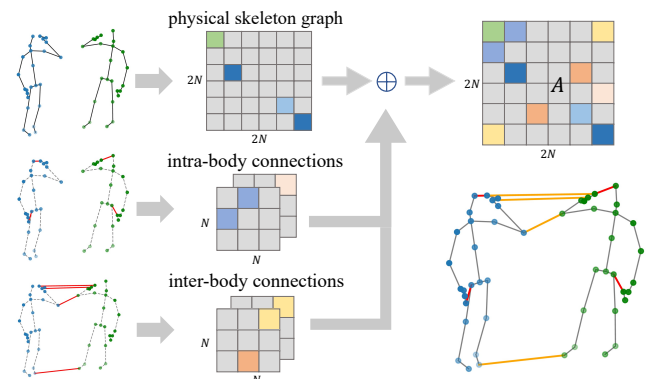 physical skeleton graph
2N
2N
⊕
2N
A
2N
intra-body connections
N
N
inter-body connections
N
N